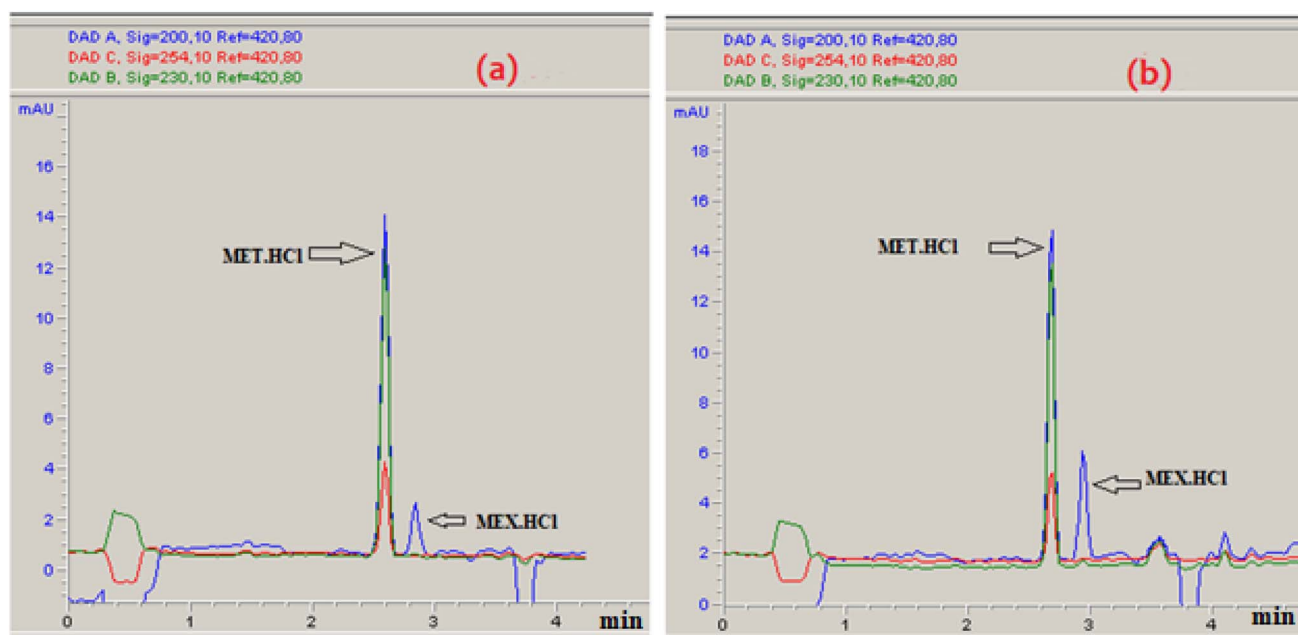 DAD A, Sig=200,10 Ref=420,80
DAD C, Sig=254,10 Ref=420,80
DAD B, Sig=230,10 Ref=420,80
(a)
mAU
16
14
12
10
8
6
4
2
0
MET.HCl
MEX.HCl
0 1 2 3 4 min
DAD A, Sig=200,10 Ref=420,80
DAD C, Sig=254,10 Ref=420,80
DAD B, Sig=230,10 Ref=420,80
(b)
mAU
18
16
14
12
10
8
6
4
2
0
MET.HCl
MEX.HCl
0 1 2 3 4 min